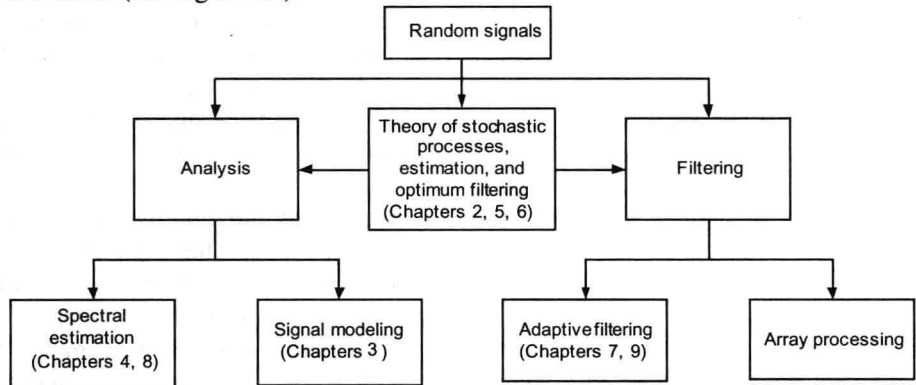 Random signals
Theory of stochastic
processes,
estimation, and
optimum filtering
(Chapters 2, 5, 6)
Analysis
Filtering
Spectral
estimation
(Chapters 4, 8)
Signal modeling
(Chapters 3 )
Adaptive filtering
(Chapters 7, 9)
Array processing